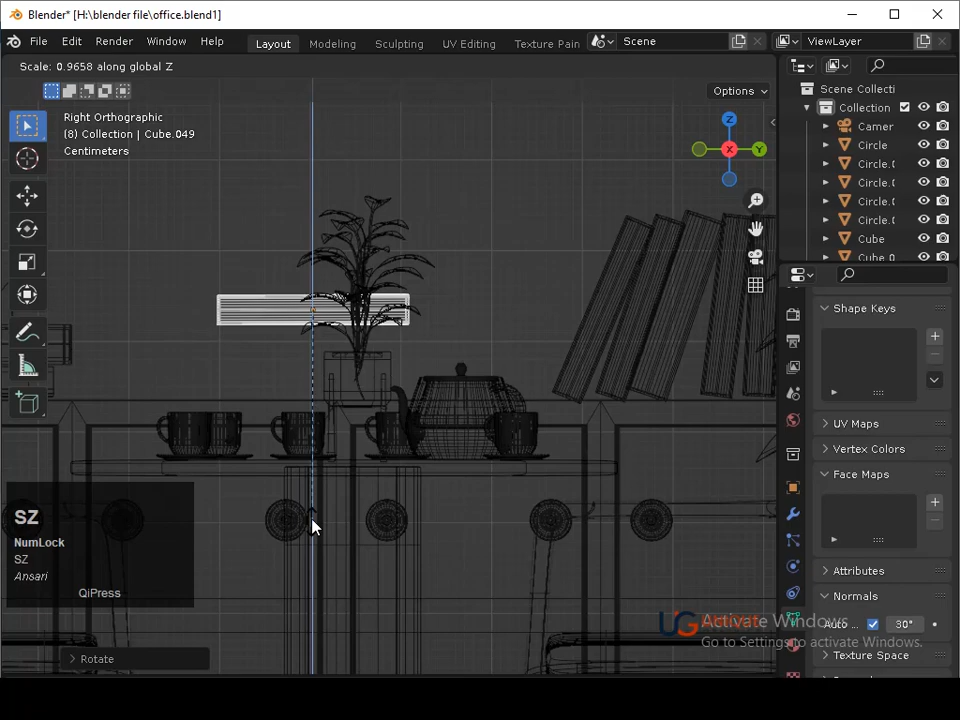 Blender* [H:\blender file\office.blend1]
File Edit Render Window Help
Layout Modeling Sculpting UV Editing Texture Pain
Scene
ViewLayer
Scale: 0.9658 along global Z
Options
Right Orthographic
(8) Collection | Cube.049
Centimeters
Z
X
Y
Scene Collecti
Collection
Camer
Circle
Circle.(
Circle.(
Circle.(
Circle.(
Cube
Cube.0
Shape Keys
UV Maps
Vertex Colors
Face Maps
Attributes
Normals
Auto ... 30°
Texture Space
SZ
NumLock
SZ
Ansari
QiPress
Rotate
Activate Windows
Go to Settings to activate Windows.